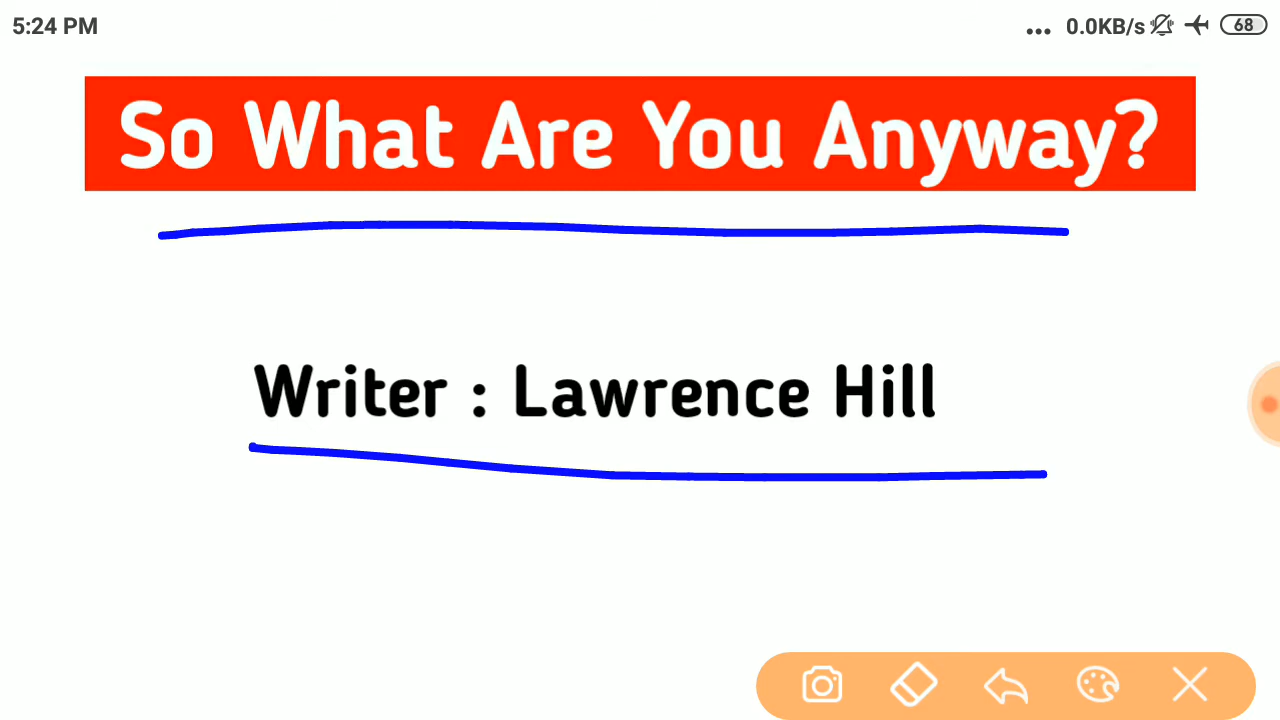 5:24 PM ... 0.0KB/s 68
So What Are You Anyway?
Writer : Lawrence Hill